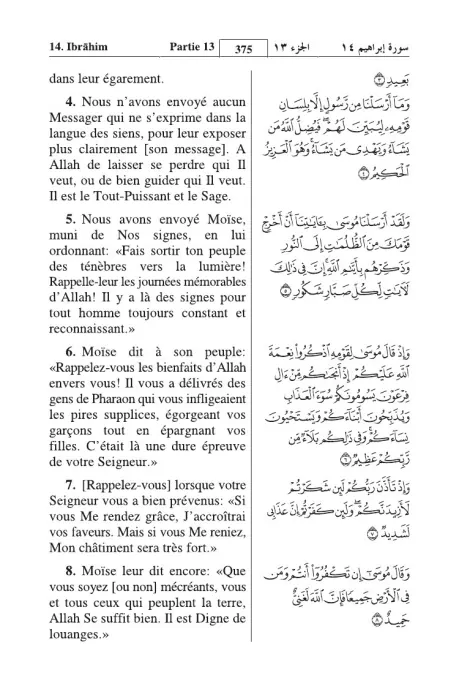 14. Ibrāhim Partie 13 375 الجزء ١٣ سورة إبراهيم ١٤
dans leur égarement.
4. Nous n’avons envoyé aucun
Messager qui ne s’exprime dans la
langue des siens, pour leur exposer
plus clairement [son message]. A
Allah de laisser se perdre qui Il
veut, ou de bien guider qui Il veut.
Il est le Tout-Puissant et le Sage.
5. Nous avons envoyé Moïse,
muni de Nos signes, en lui
ordonnant: «Fais sortir ton peuple
des ténèbres vers la lumière!
Rappelle-leur les journées mémorables
d’Allah! Il y a là des signes pour
tout homme toujours constant et
reconnaissant.»
6. Moïse dit à son peuple:
«Rappelez-vous les bienfaits d’Allah
envers vous! Il vous a délivrés des
gens de Pharaon qui vous infligeaient
les pires supplices, égorgeant vos
garçons tout en épargnant vos
filles. C’était là une dure épreuve
de votre Seigneur.»
7. [Rappelez-vous] lorsque votre
Seigneur vous a bien prévenus: «Si
vous Me rendez grâce, J’accroîtrai
vos faveurs. Mais si vous Me reniez,
Mon châtiment sera très fort.»
8. Moïse leur dit encore: «Que
vous soyez [ou non] mécréants, vous
et tous ceux qui peuplent la terre,
Allah Se suffit bien. Il est Digne de
louanges.»
بَعِيدٍ ٣
وَمَآ أَرْسَلْنَا مِن رَّسُولٍ إِلَّا بِلِسَانِ
قَوْمِهِۦ لِيُبَيِّنَ لَهُمْ ۖ فَيُضِلُّ ٱللَّهُ مَن
يَشَآءُ وَيَهْدِى مَن يَشَآءُ ۚ وَهُوَ ٱلْعَزِيزُ
ٱلْحَكِيمُ ٤
وَلَقَدْ أَرْسَلْنَا مُوسَىٰ بِـَٔايَٰتِنَآ أَنْ أَخْرِجْ
قَوْمَكَ مِنَ ٱلظُّلُمَٰتِ إِلَى ٱلنُّورِ
وَذَكِّرْهُم بِأَيَّىٰمِ ٱللَّهِ ۚ إِنَّ فِى ذَٰلِكَ
لَءَايَٰتٍ لِّكُلِّ صَبَّارٍ شَكُورٍ ٥
وَإِذْ قَالَ مُوسَىٰ لِقَوْمِهِ ٱذْكُرُوا۟ نِعْمَةَ
ٱللَّهِ عَلَيْكُمْ إِذْ أَنجَىٰكُم مِّنْ ءَالِ
فِرْعَوْنَ يَسُومُونَكُمْ سُوٓءَ ٱلْعَذَابِ
وَيُذَبِّحُونَ أَبْنَآءَكُمْ وَيَسْتَحْيُونَ
نِسَآءَكُمْ ۚ وَفِى ذَٰلِكُم بَلَآءٌ مِّن
رَّبِّكُمْ عَظِيمٌ ٦
وَإِذْ تَأَذَّنَ رَبُّكُمْ لَئِن شَكَرْتُمْ
لَأَزِيدَنَّكُمْ ۖ وَلَئِن كَفَرْتُمْ إِنَّ عَذَابِى
لَشَدِيدٌ ٧
وَقَالَ مُوسَىٰٓ إِن تَكْفُرُوٓا۟ أَنتُمْ وَمَن
فِى ٱلْأَرْضِ جَمِيعًا فَإِنَّ ٱللَّهَ لَغَنِىٌّ
حَمِيدٌ ٨